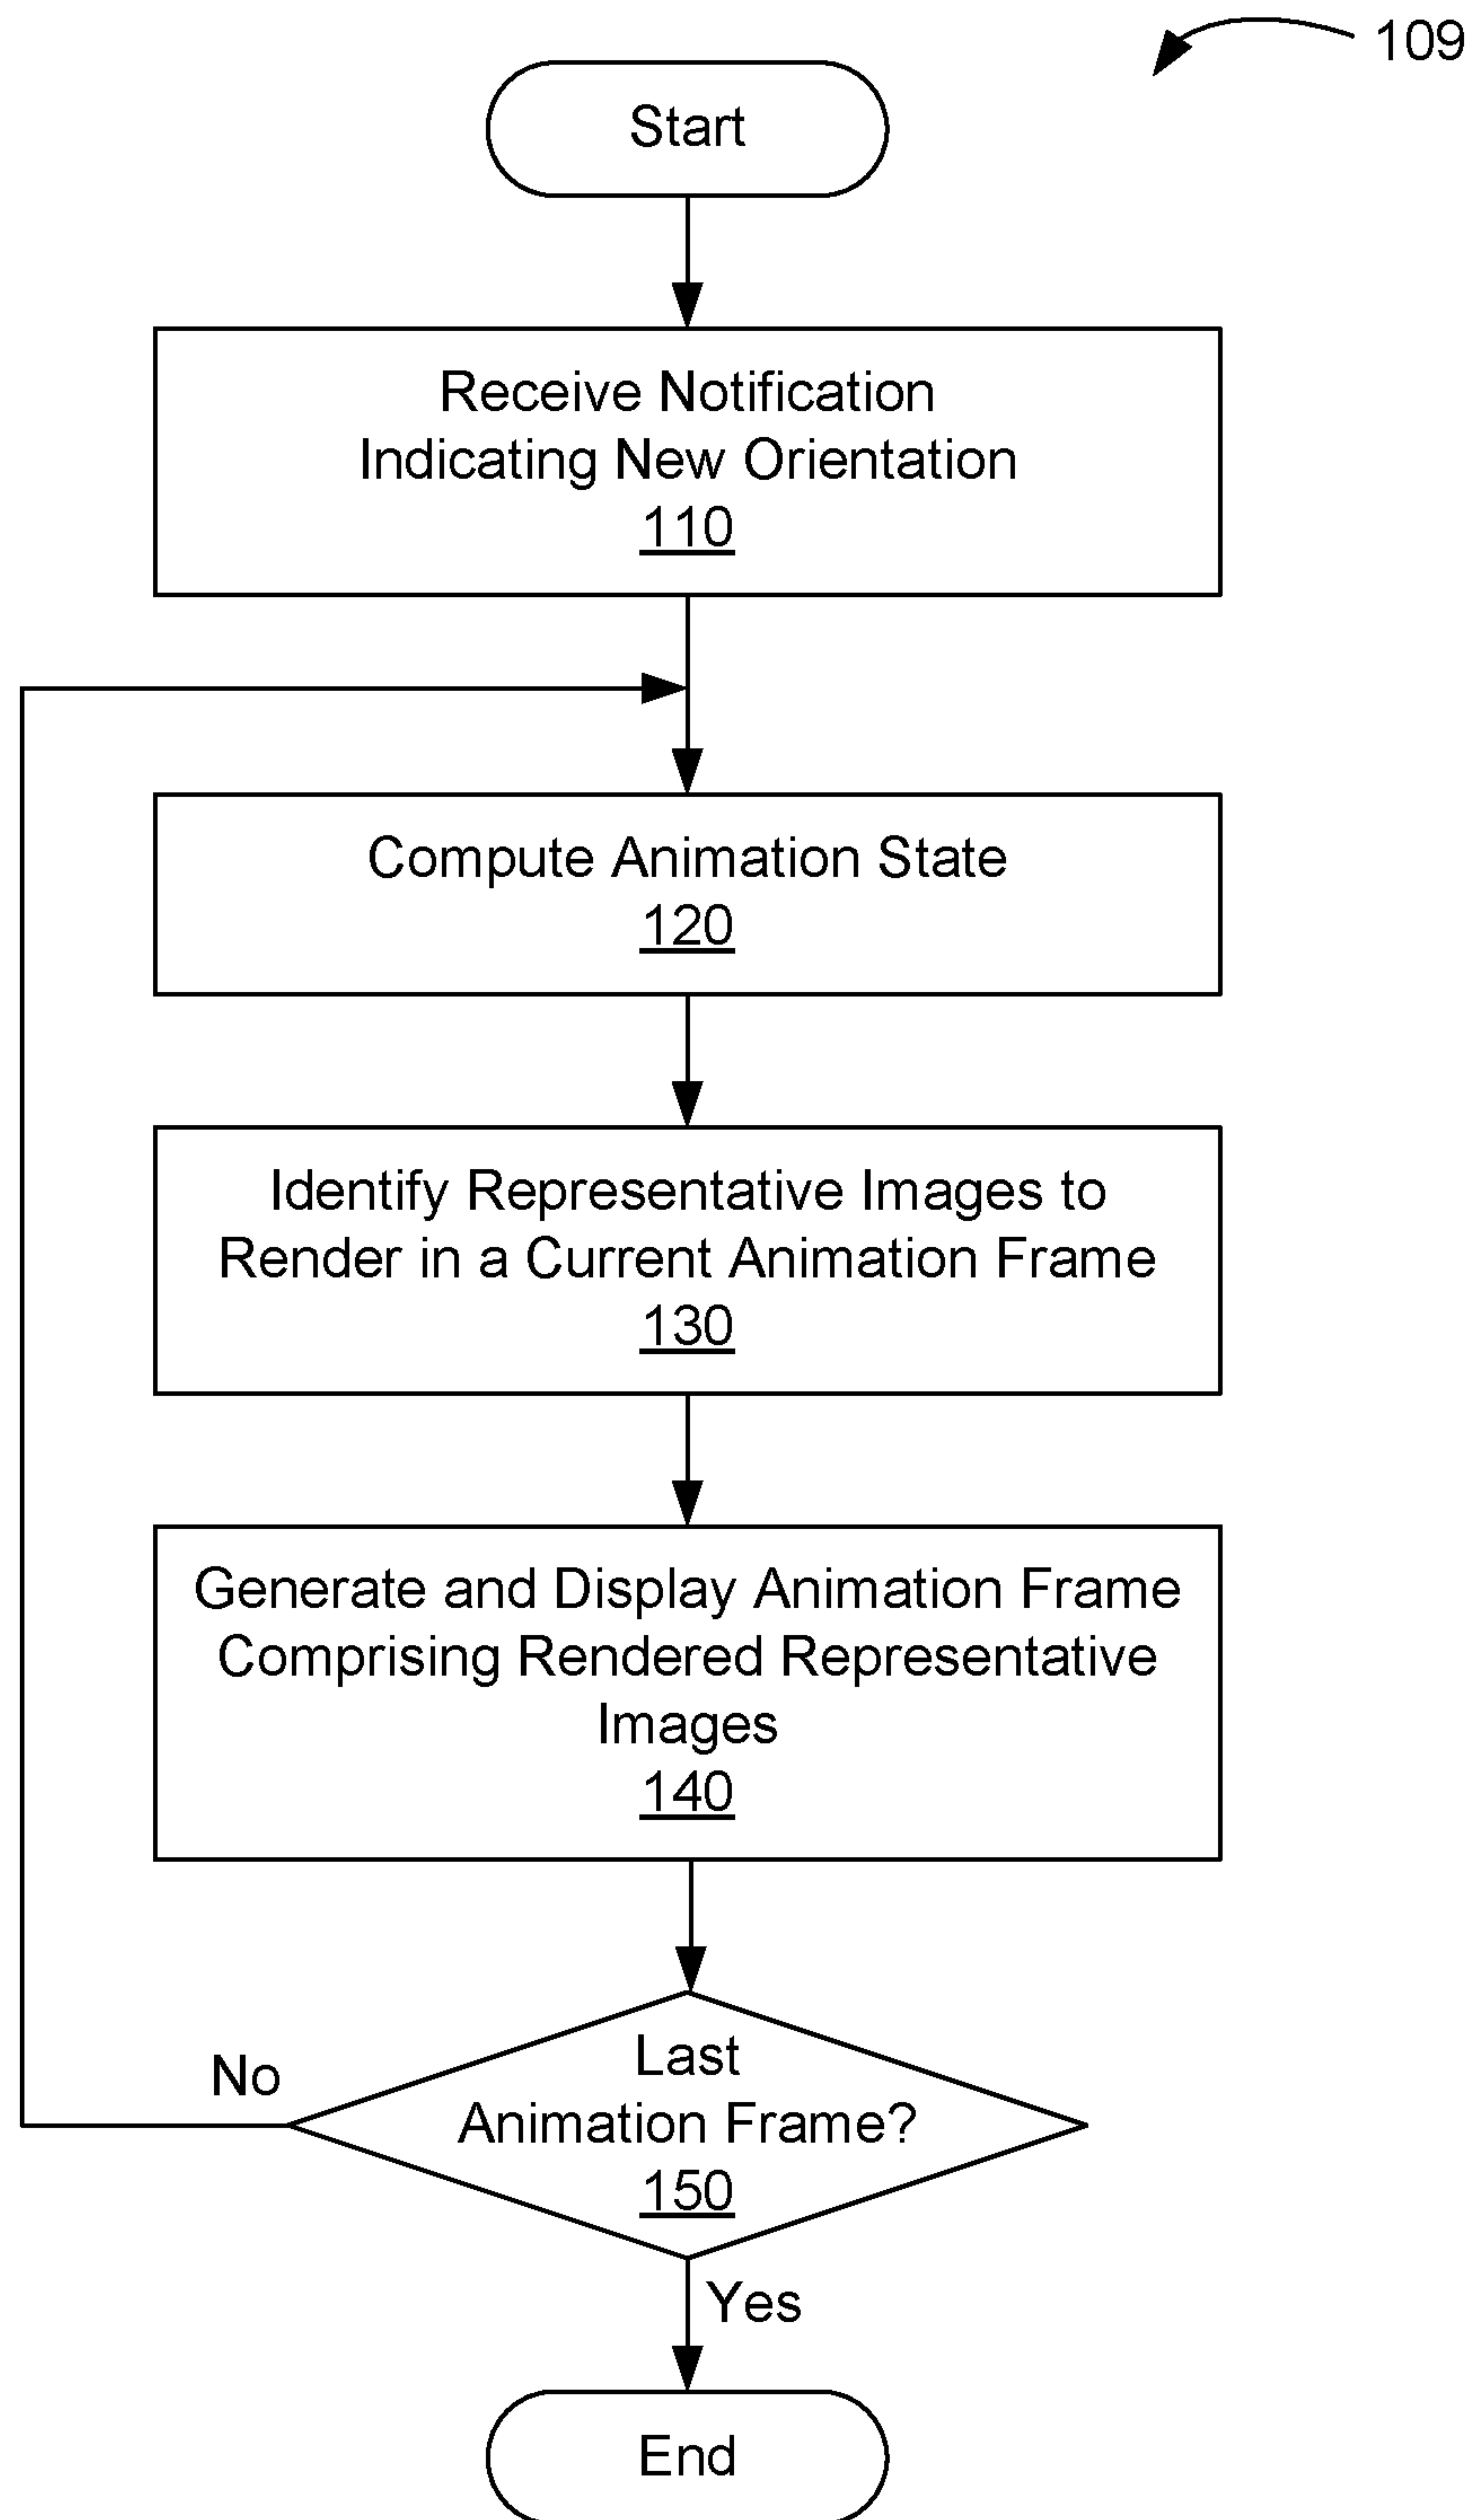 109
Start
Receive Notification
Indicating New Orientation
110
Compute Animation State
120
Identify Representative Images to
Render in a Current Animation Frame
130
Generate and Display Animation Frame
Comprising Rendered Representative
Images
140
Last
Animation Frame?
150
No
Yes
End